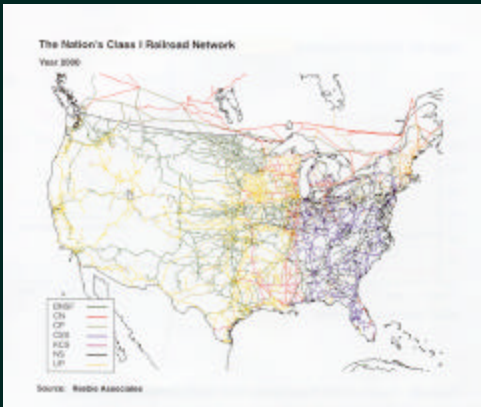 The Nation's Class I Railroad Network
Year 2000
BNSF
CN
CP
CSX
KCS
NS
UP
Source: Reebie Associates